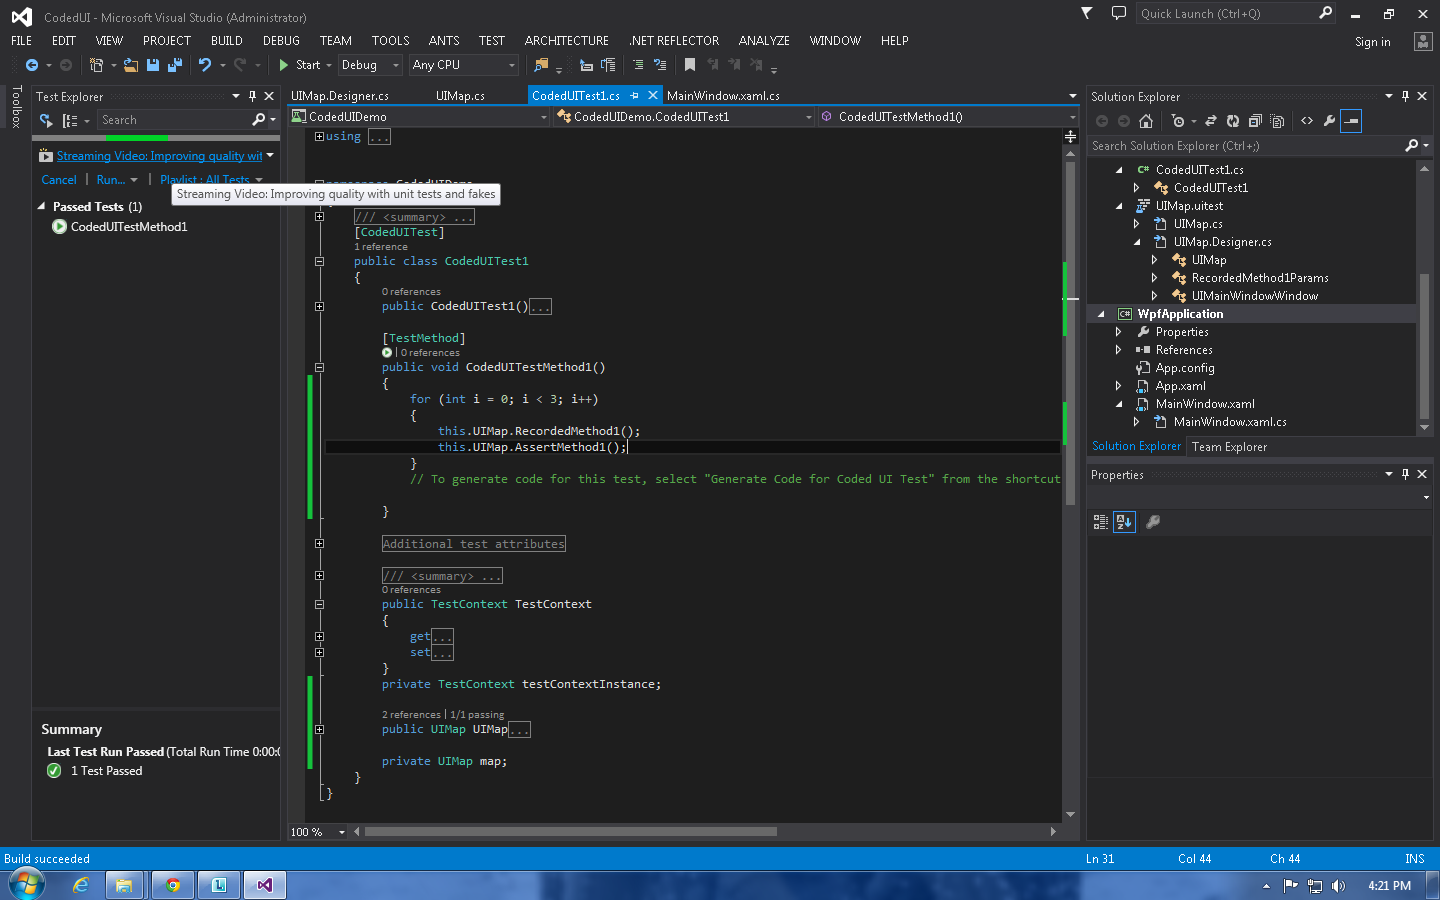 CodedUI - Microsoft Visual Studio (Administrator)
Quick Launch (Ctrl+Q)
FILE EDIT VIEW PROJECT BUILD DEBUG TEAM TOOLS ANTS TEST ARCHITECTURE .NET REFLECTOR ANALYZE WINDOW HELP
Sign in
Start Debug Any CPU
Toolbox
Test Explorer
Search
Streaming Video: Improving quality wit
Cancel | Run... | Playlist : All Tests
Streaming Video: Improving quality with unit tests and fakes
Passed Tests (1)
CodedUITestMethod1
Summary
Last Test Run Passed (Total Run Time 0:00:0
1 Test Passed
UIMap.Designer.cs UIMap.cs CodedUITest1.cs MainWindow.xaml.cs
CodedUIDemo CodedUIDemo.CodedUITest1 CodedUITestMethod1()
using ...
/// <summary> ...
[CodedUITest]
1 reference
public class CodedUITest1
{
0 references
public CodedUITest1()...
[TestMethod]
| 0 references
public void CodedUITestMethod1()
{
for (int i = 0; i < 3; i++)
{
this.UIMap.RecordedMethod1();
this.UIMap.AssertMethod1();
}
// To generate code for this test, select "Generate Code for Coded UI Test" from the shortcut
}
Additional test attributes
/// <summary> ...
0 references
public TestContext TestContext
{
get...
set...
}
private TestContext testContextInstance;
2 references | 1/1 passing
public UIMap UIMap...
private UIMap map;
}
}
100 %
Solution Explorer
Search Solution Explorer (Ctrl+;)
C# CodedUITest1.cs
CodedUITest1
UIMap.uitest
UIMap.cs
UIMap.Designer.cs
UIMap
RecordedMethod1Params
UIMainWindowWindow
C# WpfApplication
Properties
References
App.config
App.xaml
MainWindow.xaml
MainWindow.xaml.cs
Solution Explorer Team Explorer
Properties
Build succeeded
Ln 31 Col 44 Ch 44 INS
4:21 PM